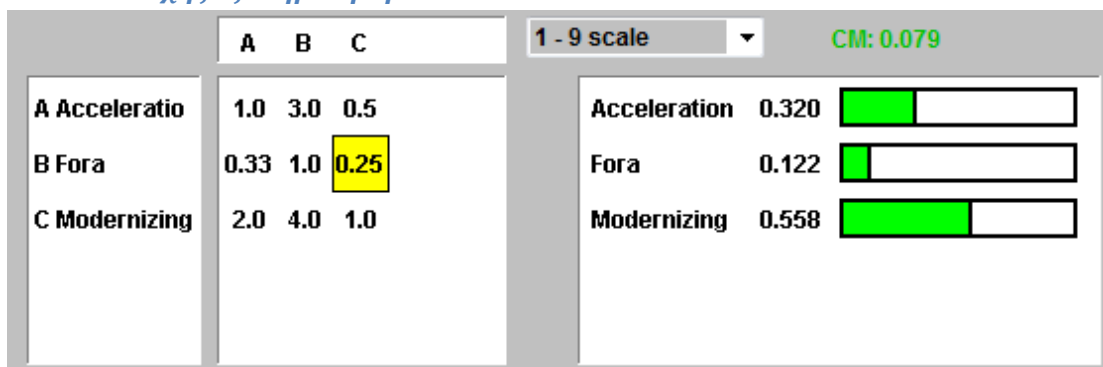 A B C
1 - 9 scale
CM: 0.079
A Acceleratio 1.0 3.0 0.5
B Fora 0.33 1.0 0.25
C Modernizing 2.0 4.0 1.0
Acceleration 0.320
Fora 0.122
Modernizing 0.558